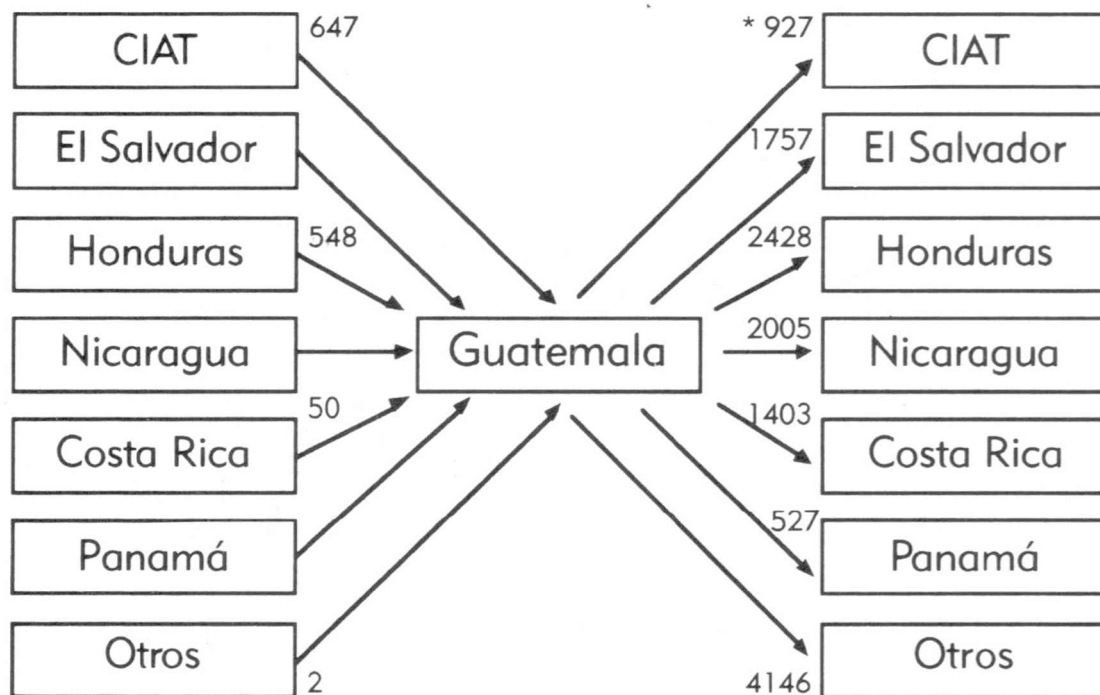 CIAT
647
El Salvador
Honduras
548
Nicaragua
Costa Rica
50
Panamá
Otros
2
Guatemala
* 927
CIAT
1757
El Salvador
2428
Honduras
2005
Nicaragua
1403
Costa Rica
527
Panamá
4146
Otros